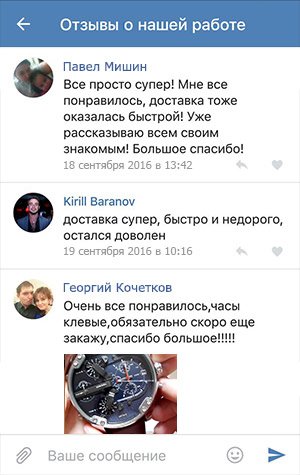 Отзывы о нашей работе
Павел Мишин
Все просто супер! Мне все
понравилось, доставка тоже
оказалась быстрой! Уже
рассказываю всем своим
знакомым! Большое спасибо!
18 сентября 2016 в 13:42
Kirill Baranov
доставка супер, быстро и недорого,
остался доволен
19 сентября 2016 в 10:16
Георгий Кочетков
Очень все понравилось,часы
клевые,обязательно скоро еще
закажу,спасибо большое!!!!!
Ваше сообщение